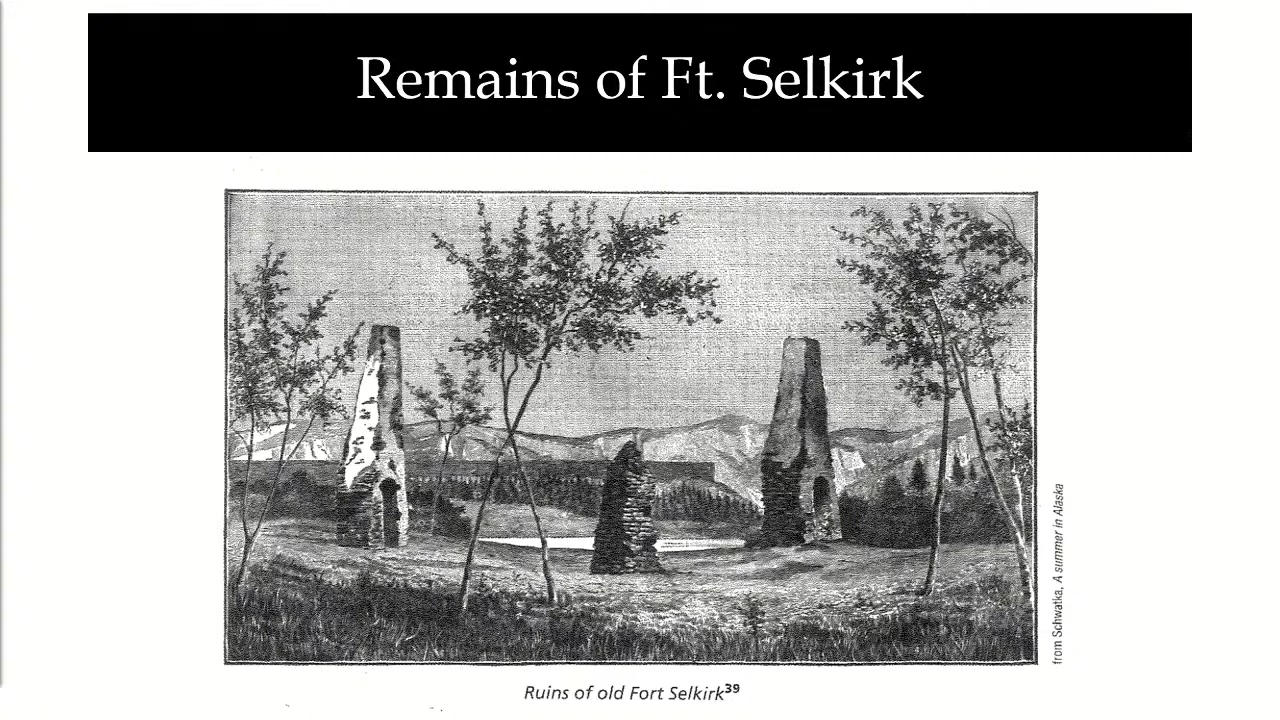 Remains of Ft. Selkirk
from Schwatka, A summer in Alaska
Ruins of old Fort Selkirk39